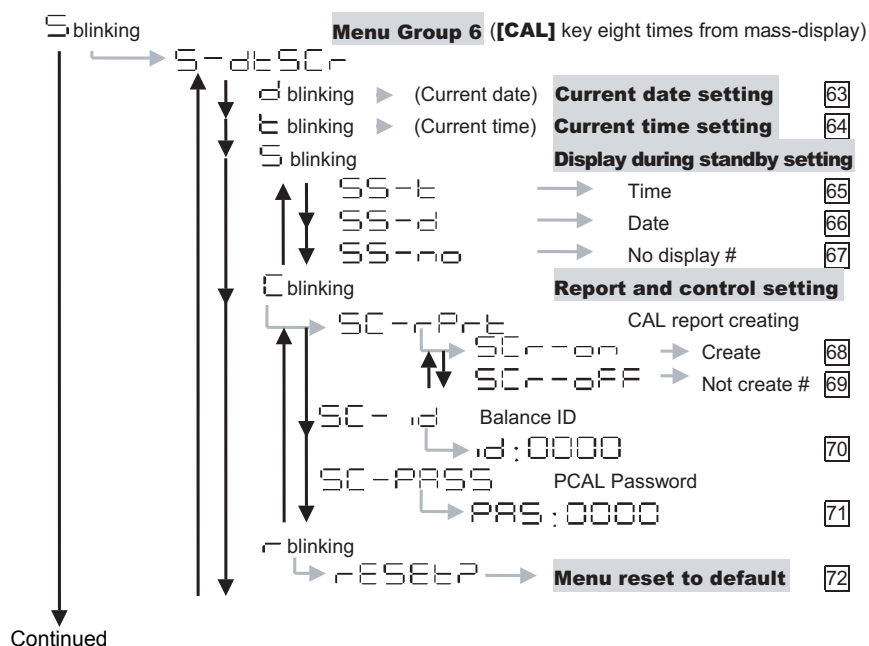 S blinking Menu Group 6 ([CAL] key eight times from mass-display)
S-dtSCr
d blinking (Current date) Current date setting 63
t blinking (Current time) Current time setting 64
S blinking Display during standby setting
SS-t Time 65
SS-d Date 66
SS-no No display # 67
C blinking Report and control setting
SC-rPrt CAL report creating
SCr-on Create 68
SCr-oFF Not create # 69
SC-id Balance ID
id:0000 70
SC-PASS PCAL Password
PAS:0000 71
r blinking
rESEt? Menu reset to default 72
Continued